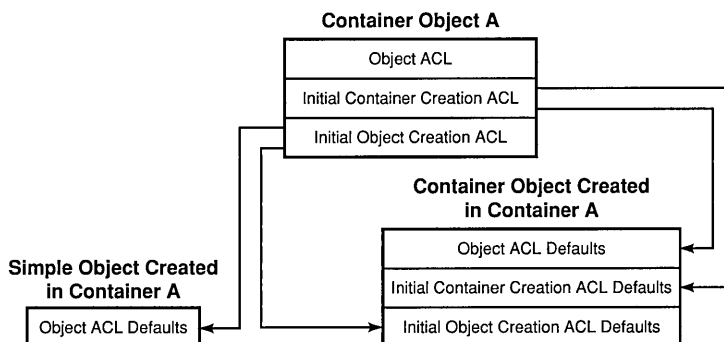 Container Object A
Object ACL
Initial Container Creation ACL
Initial Object Creation ACL
Container Object Created
in Container A
Object ACL Defaults
Initial Container Creation ACL Defaults
Initial Object Creation ACL Defaults
Simple Object Created
in Container A
Object ACL Defaults